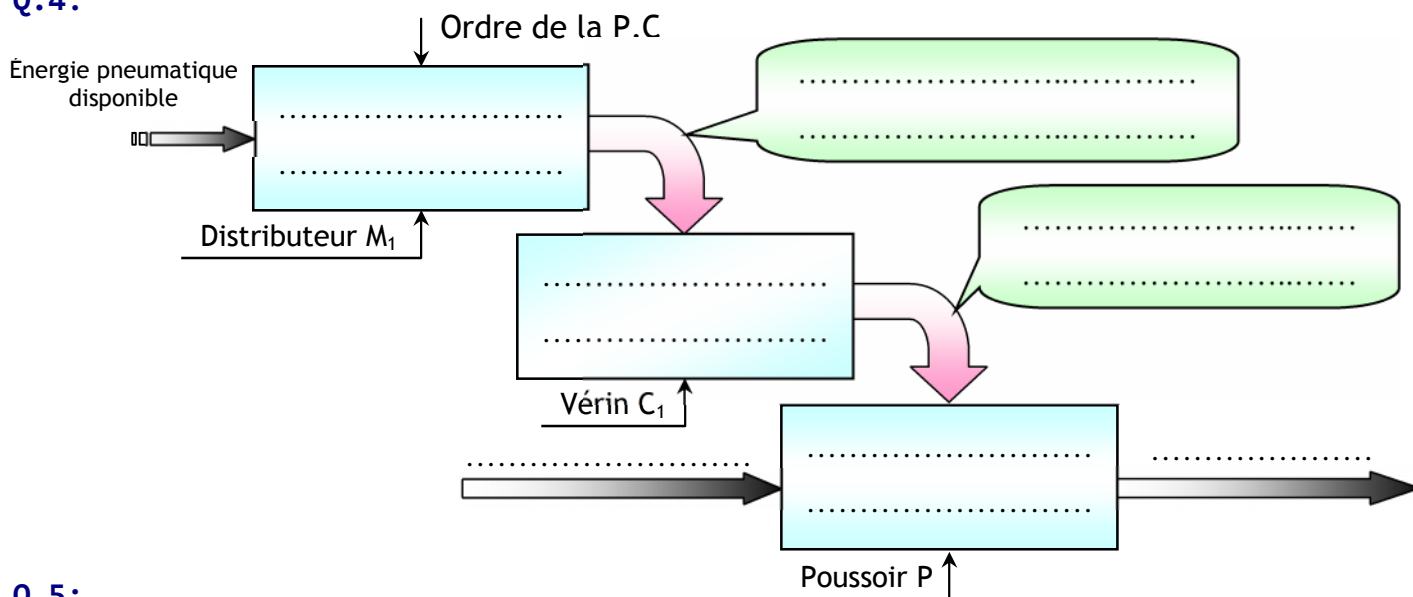 Q.4:
Ordre de la P.C
Énergie pneumatique
disponible
........................................
........................................
............................
............................
Distributeur M₁
..................................
..................................
............................
............................
Vérin C₁
............................
............................
............................
......................
Poussoir P
Q.5: